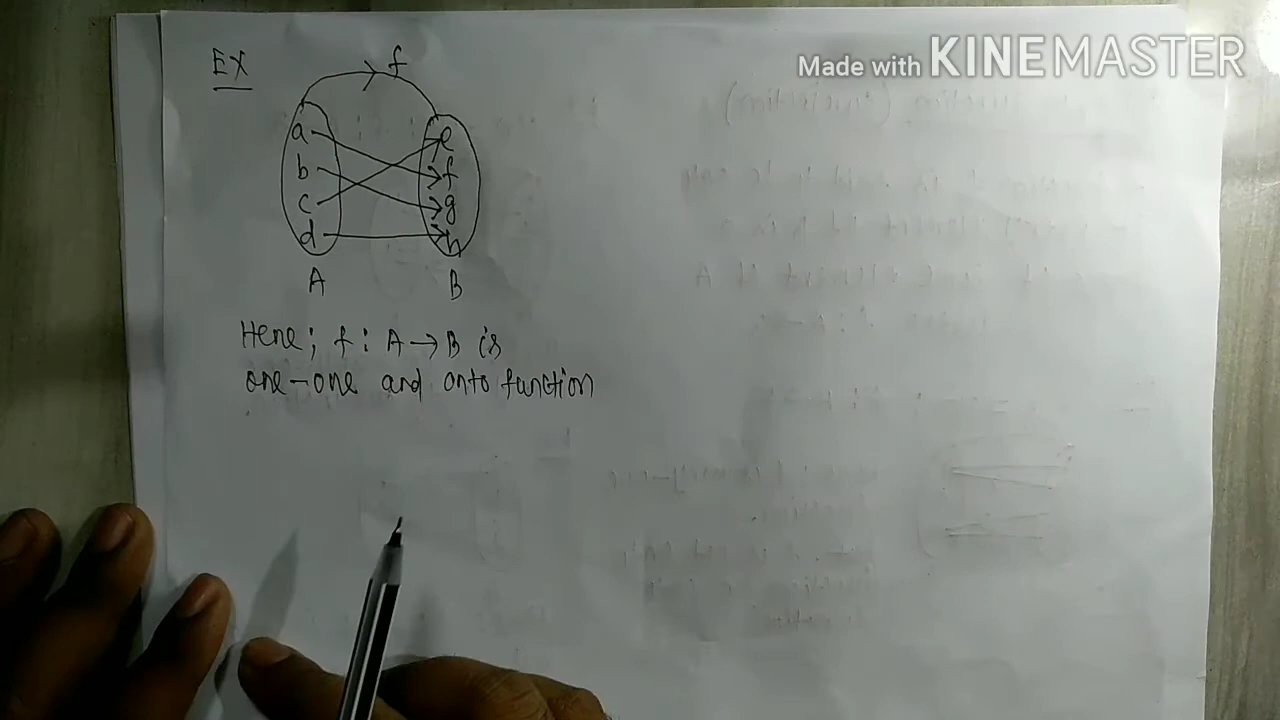 Made with KINEMASTER
EX
f
a e
b f
c g
d h
A B
Here; f: A→B is
one-one and onto function